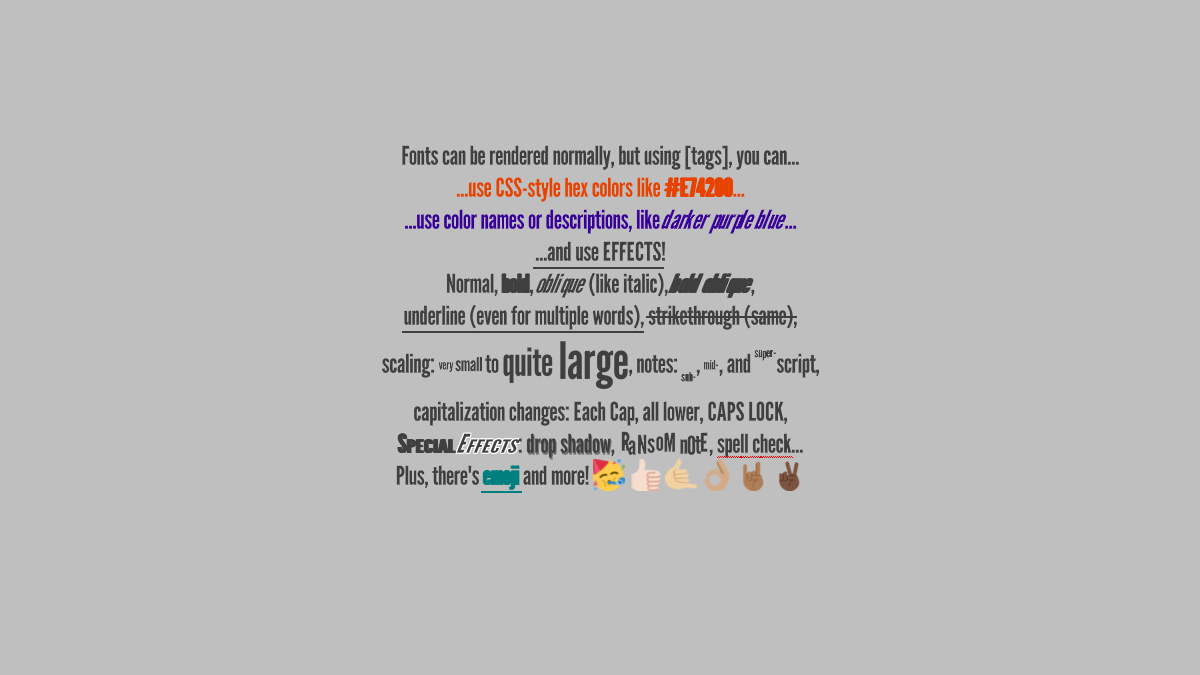 Fonts can be rendered normally, but using [tags], you can...
...use CSS-style hex colors like #E74200...
...use color names or descriptions, like darker purple blue...
...and use EFFECTS!
Normal, bold, oblique (like italic), bold oblique,
underline (even for multiple words), strikethrough (same),
scaling: very small to quite large, notes: sub-, mid-, and super-script,
capitalization changes: Each Cap, all lower, CAPS LOCK,
Special Effects: drop shadow, RaNsoM nOtE, spell check...
Plus, there's emoji and more! 🥳👍🏻🤙🏼👌🏽🤘🏾✌🏿